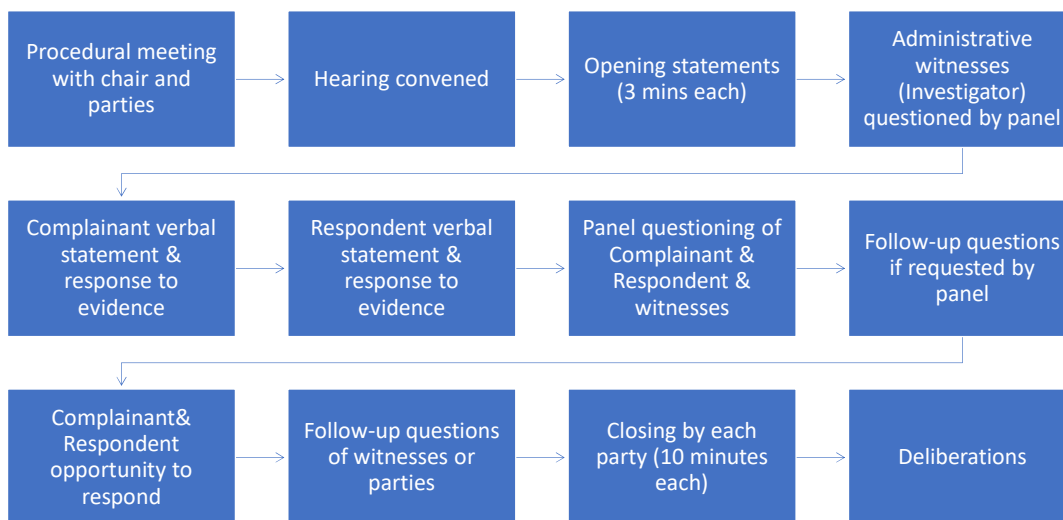 Procedural meeting
with chair and
parties
Hearing convened
Opening statements
(3 mins each)
Administrative
witnesses
(Investigator)
questioned by panel
Complainant verbal
statement &
response to
evidence
Respondent verbal
statement &
response to
evidence
Panel questioning of
Complainant &
Respondent &
witnesses
Follow-up questions
if requested by
panel
Complainant&
Respondent
opportunity to
respond
Follow-up questions
of witnesses or
parties
Closing by each
party (10 minutes
each)
Deliberations